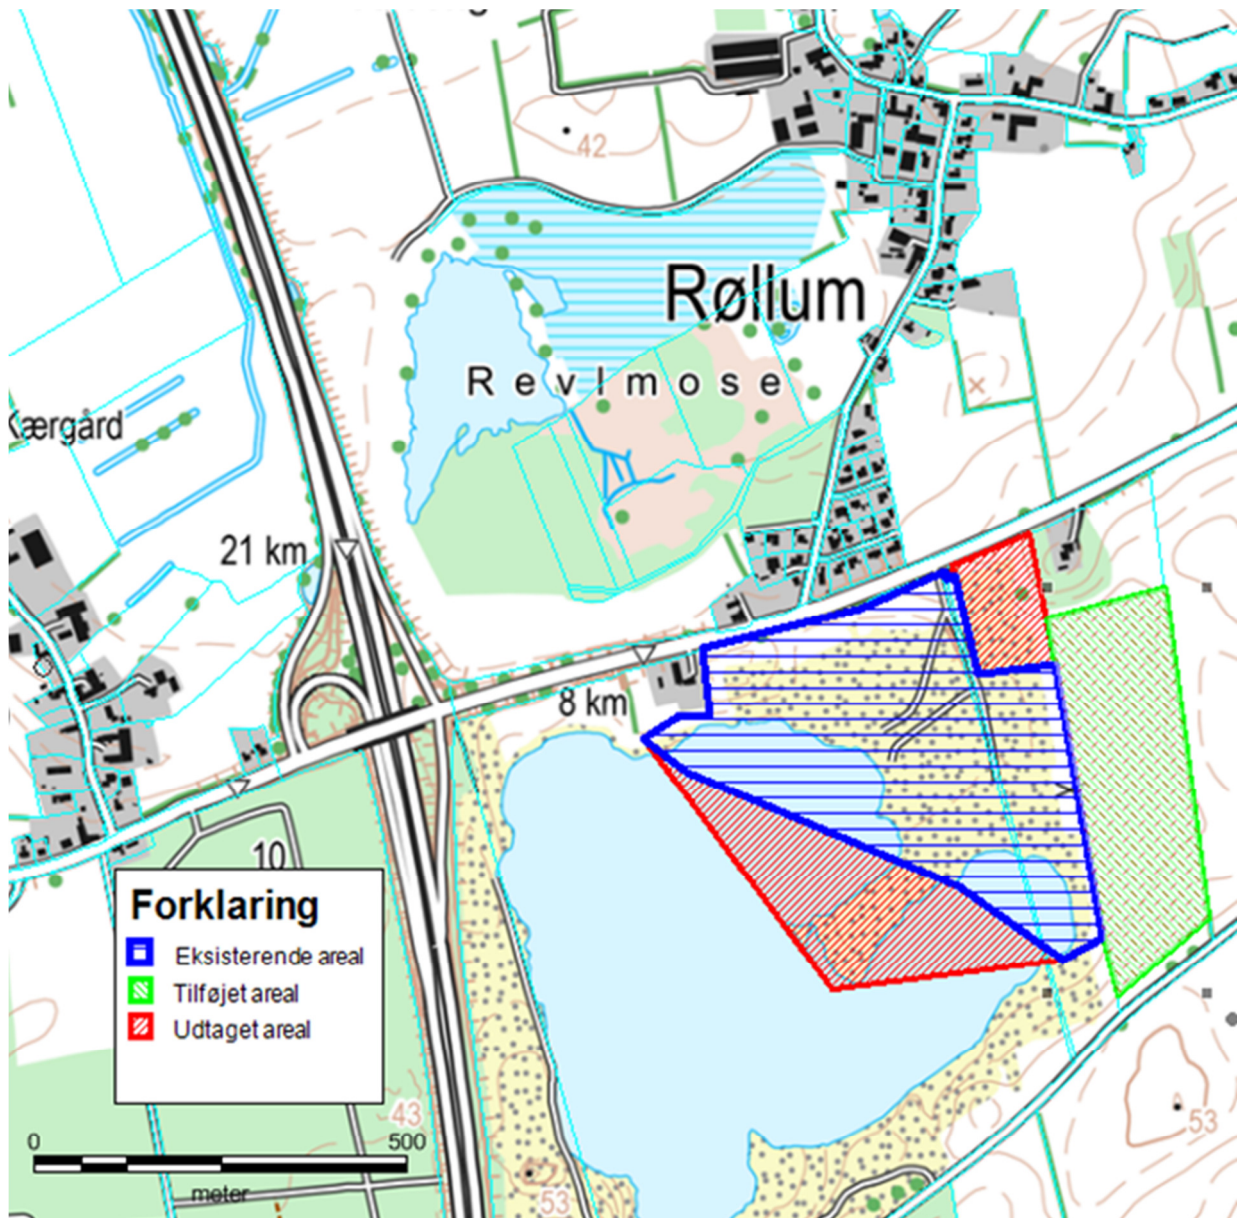 42
Røllum
Revlmose
Kærgård
21 km
8 km
10
Forklaring
Eksisterende areal
Tilføjet areal
Udtaget areal
43
53
0
500
meter
53